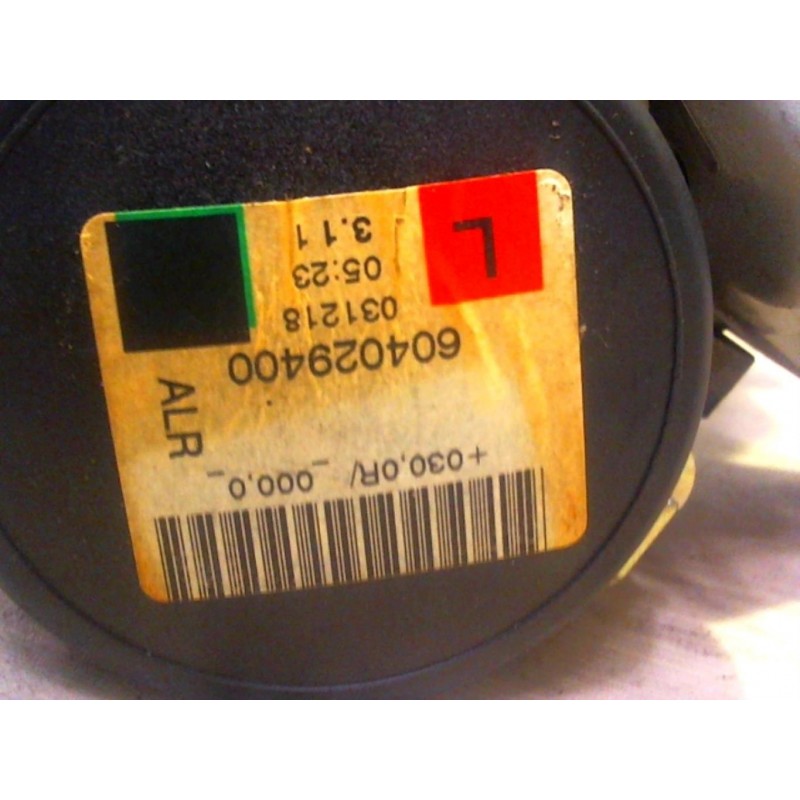 +030,0R/ _000,0_
ALR
604029400
031218
05:23
3.11
L